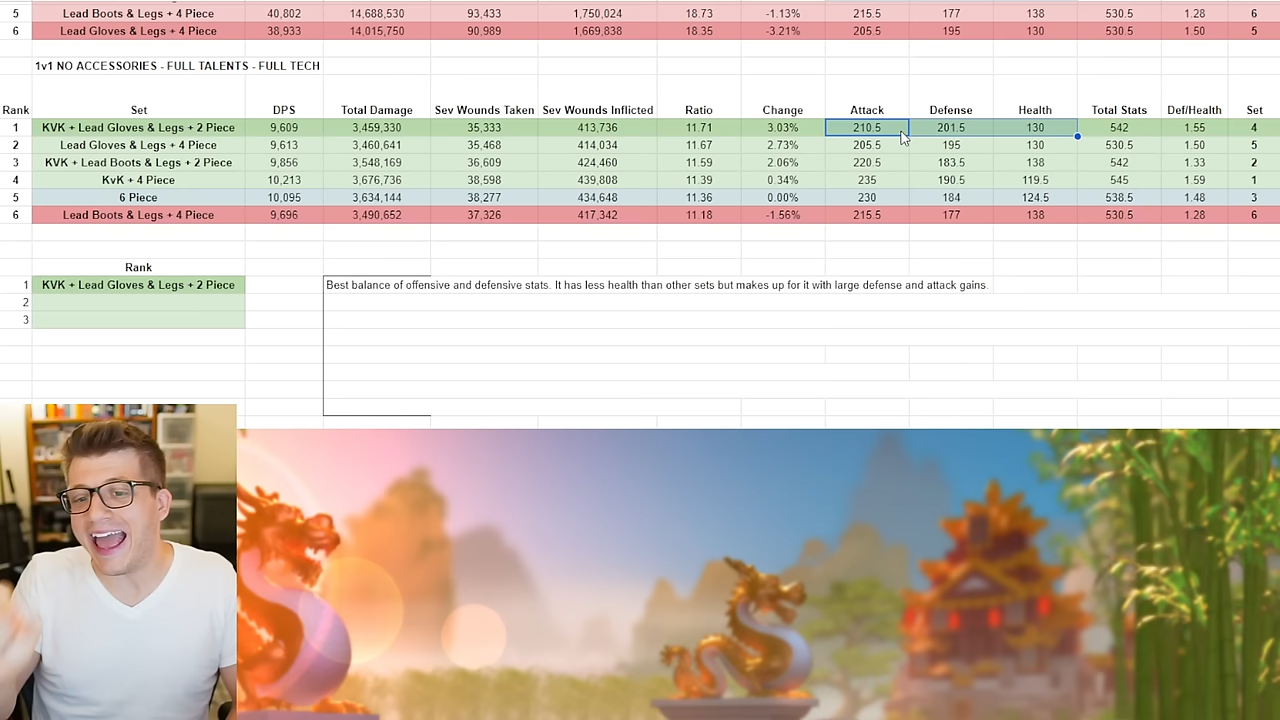 5 Lead Boots & Legs + 4 Piece 40,802 14,688,530 93,433 1,750,024 18.73 -1.13% 215.5 177 138 530.5 1.28 6
6 Lead Gloves & Legs + 4 Piece 38,933 14,015,750 90,989 1,669,838 18.35 -3.21% 205.5 195 130 530.5 1.50 5
1v1 NO ACCESSORIES - FULL TALENTS - FULL TECH
Rank Set DPS Total Damage Sev Wounds Taken Sev Wounds Inflicted Ratio Change Attack Defense Health Total Stats Def/Health Set
1 KVK + Lead Gloves & Legs + 2 Piece 9,609 3,459,330 35,333 413,736 11.71 3.03% 210.5 201.5 130 542 1.55 4
2 Lead Gloves & Legs + 4 Piece 9,613 3,460,641 35,468 414,034 11.67 2.73% 205.5 195 130 530.5 1.50 5
3 KVK + Lead Boots & Legs + 2 Piece 9,856 3,548,169 36,609 424,460 11.59 2.06% 220.5 183.5 138 542 1.33 2
4 KvK + 4 Piece 10,213 3,676,736 38,598 439,808 11.39 0.34% 235 190.5 119.5 545 1.59 1
5 6 Piece 10,095 3,634,144 38,277 434,648 11.36 0.00% 230 184 124.5 538.5 1.48 3
6 Lead Boots & Legs + 4 Piece 9,696 3,490,652 37,326 417,342 11.18 -1.56% 215.5 177 138 530.5 1.28 6
Rank
1 KVK + Lead Gloves & Legs + 2 Piece Best balance of offensive and defensive stats. It has less health than other sets but makes up for it with large defense and attack gains.
2
3